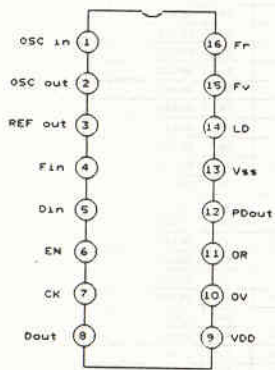 OSC in 1 16 Fr
OSC out 2 15 Fv
REF out 3 14 LD
Fin 4 13 Vss
Din 5 12 PDout
EN 6 11 OR
CK 7 10 OV
Dout 8 9 VDD